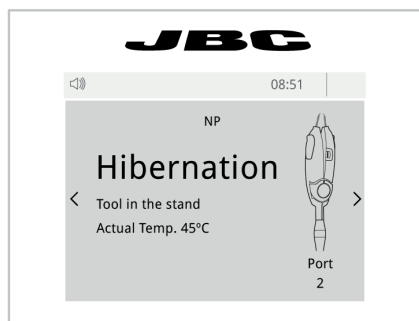 JBC
08:51
NP
Hibernation
Tool in the stand
Actual Temp. 45ºC
Port
2